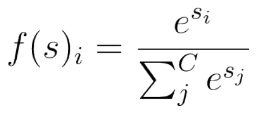 f(s)_i = \frac{e^{s_i}}{\sum_j^C e^{s_j}}